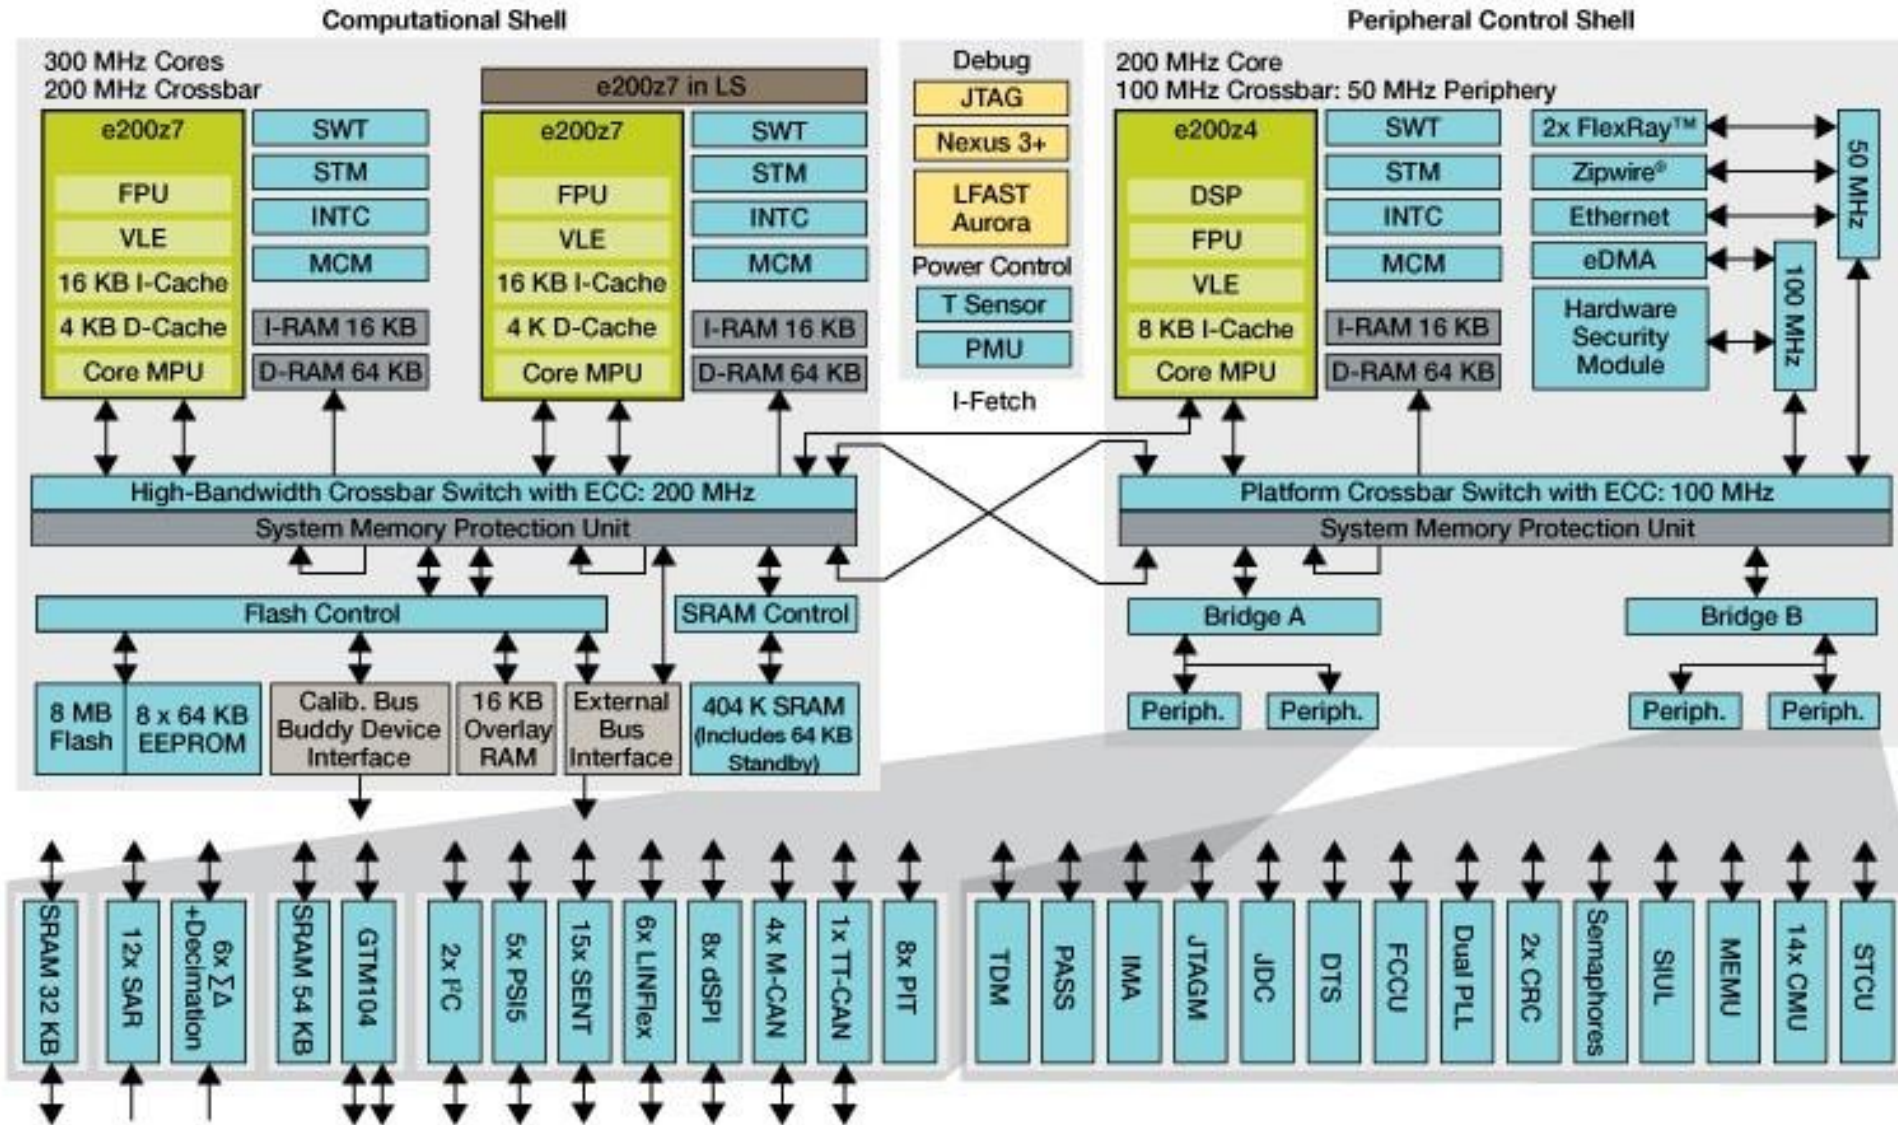 Computational Shell
300 MHz Cores
200 MHz Crossbar
e200z7
FPU
VLE
16 KB I-Cache
4 KB D-Cache
Core MPU
SWT
STM
INTC
MCM
I-RAM 16 KB
D-RAM 64 KB
e200z7 in LS
e200z7
FPU
VLE
16 KB I-Cache
4 K D-Cache
Core MPU
SWT
STM
INTC
MCM
I-RAM 16 KB
D-RAM 64 KB
Debug
JTAG
Nexus 3+
LFAST
Aurora
Power Control
T Sensor
PMU
I-Fetch
Peripheral Control Shell
200 MHz Core
100 MHz Crossbar: 50 MHz Periphery
e200z4
DSP
FPU
VLE
8 KB I-Cache
Core MPU
SWT
STM
INTC
MCM
I-RAM 16 KB
D-RAM 64 KB
2x FlexRay™
Zipwire®
Ethernet
eDMA
Hardware
Security
Module
50 MHz
100 MHz
High-Bandwidth Crossbar Switch with ECC: 200 MHz
System Memory Protection Unit
Platform Crossbar Switch with ECC: 100 MHz
System Memory Protection Unit
Flash Control
SRAM Control
8 MB
Flash
8 x 64 KB
EEPROM
Calib. Bus
Buddy Device
Interface
16 KB
Overlay
RAM
External
Bus
Interface
404 K SRAM
(Includes 64 KB
Standby)
Bridge A
Bridge B
Periph.
Periph.
Periph.
Periph.
SRAM 32 KB
12x SAR
6x ∑Δ
+Decimation
SRAM 54 KB
GTM104
2x I²C
5x PSI5
15x SENT
6x LINFlex
8x dSPI
4x M-CAN
1x TT-CAN
8x PIT
TDM
PASS
IMA
JTAGM
JDC
DTS
FCCU
Dual PLL
2x CRC
Semaphores
SIUL
MEMU
14x CMU
STCU